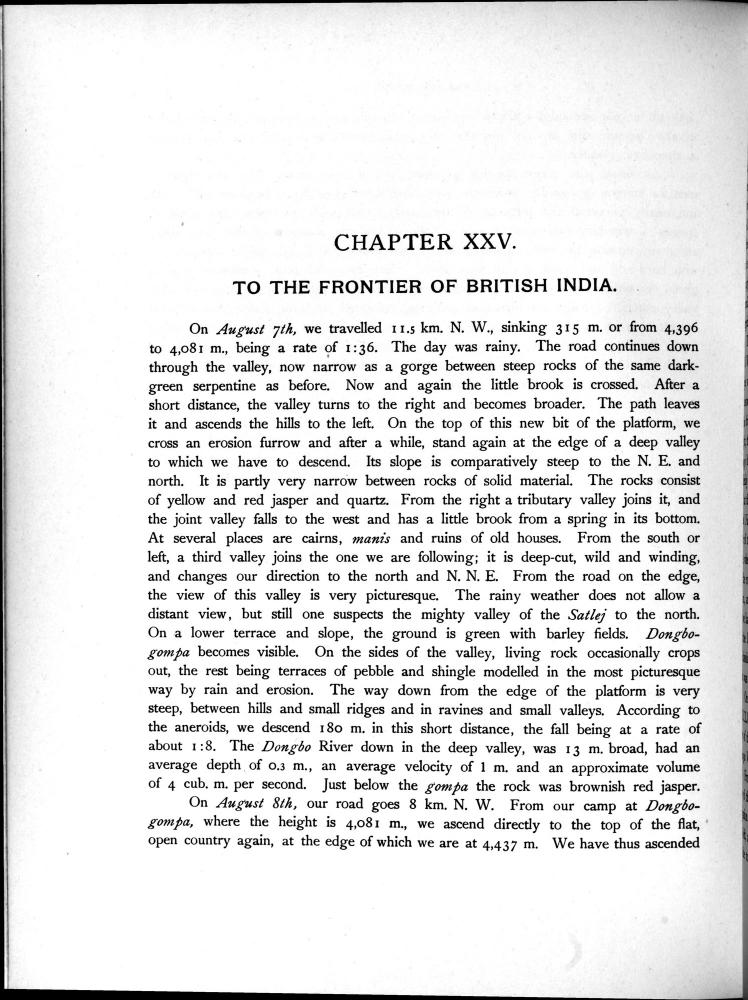 CHAPTER XXV.
TO THE FRONTIER OF BRITISH INDIA.
On August 7th, we travelled 11.5 km. N. W., sinking 315 m. or from 4,396
to 4,081 m., being a rate of 1:36. The day was rainy. The road continues down
through the valley, now narrow as a gorge between steep rocks of the same dark-
green serpentine as before. Now and again the little brook is crossed. After a
short distance, the valley turns to the right and becomes broader. The path leaves
it and ascends the hills to the left. On the top of this new bit of the platform, we
cross an erosion furrow and after a while, stand again at the edge of a deep valley
to which we have to descend. Its slope is comparatively steep to the N. E. and
north. It is partly very narrow between rocks of solid material. The rocks consist
of yellow and red jasper and quartz. From the right a tributary valley joins it, and
the joint valley falls to the west and has a little brook from a spring in its bottom.
At several places are cairns, manis and ruins of old houses. From the south or
left, a third valley joins the one we are following; it is deep-cut, wild and winding,
and changes our direction to the north and N. N. E. From the road on the edge,
the view of this valley is very picturesque. The rainy weather does not allow a
distant view, but still one suspects the mighty valley of the Satlej to the north.
On a lower terrace and slope, the ground is green with barley fields. Dongbo-
gompa becomes visible. On the sides of the valley, living rock occasionally crops
out, the rest being terraces of pebble and shingle modelled in the most picturesque
way by rain and erosion. The way down from the edge of the platform is very
steep, between hills and small ridges and in ravines and small valleys. According to
the aneroids, we descend 180 m. in this short distance, the fall being at a rate of
about 1:8. The Dongbo River down in the deep valley, was 13 m. broad, had an
average depth of 0.3 m., an average velocity of 1 m. and an approximate volume
of 4 cub. m. per second. Just below the gompa the rock was brownish red jasper.
On August 8th, our road goes 8 km. N. W. From our camp at Dongbo-
gompa, where the height is 4,081 m., we ascend directly to the top of the flat,
open country again, at the edge of which we are at 4,437 m. We have thus ascended